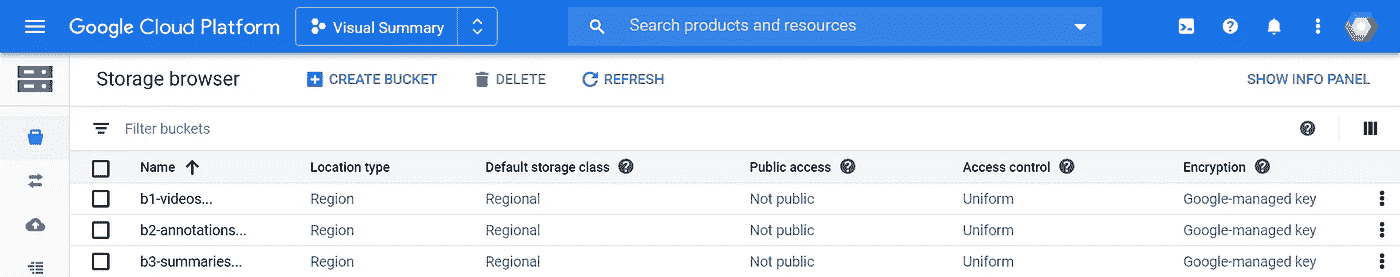 Google Cloud Platform Visual Summary Search products and resources
Storage browser CREATE BUCKET DELETE REFRESH SHOW INFO PANEL
Filter buckets
Name Location type Default storage class Public access Access control Encryption
b1-videos... Region Regional Not public Uniform Google-managed key
b2-annotations... Region Regional Not public Uniform Google-managed key
b3-summaries... Region Regional Not public Uniform Google-managed key